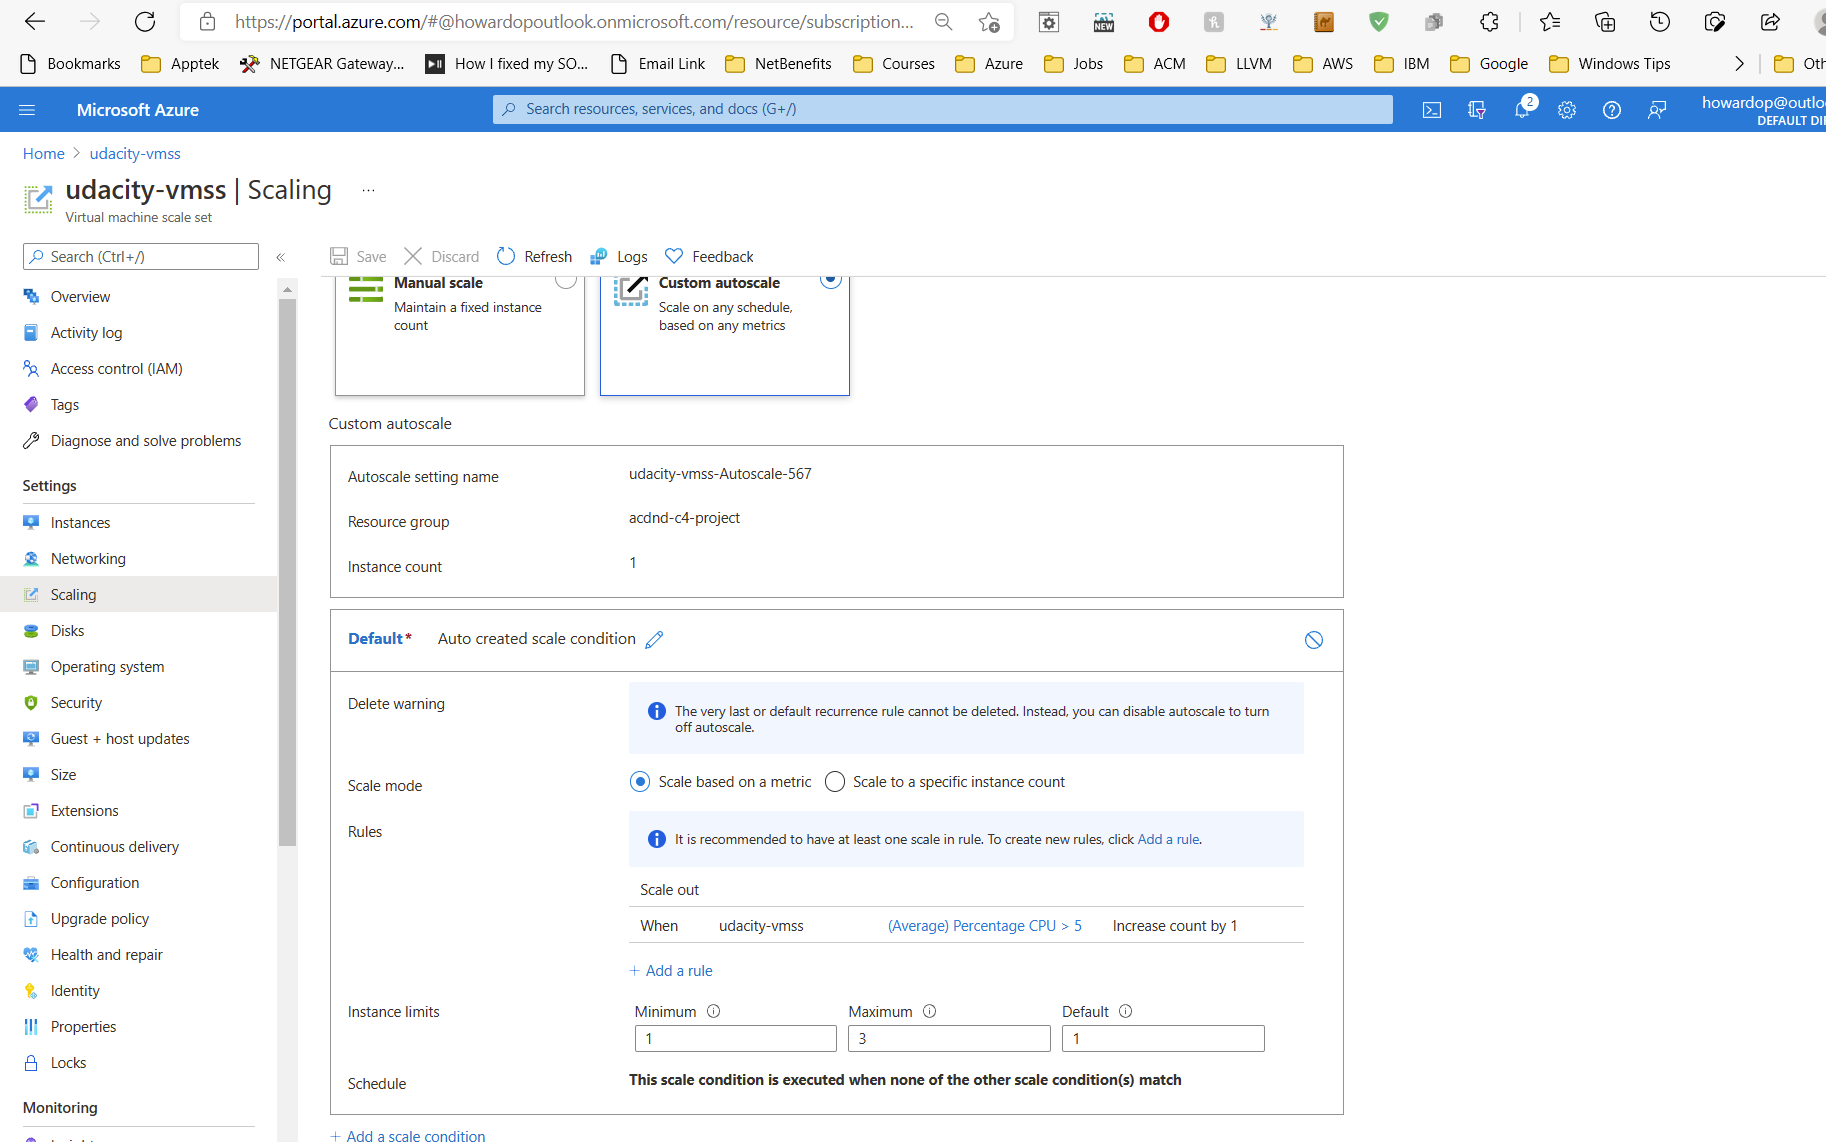 https://portal.azure.com/#@howardopoutlook.onmicrosoft.com/resource/subscription...
NEW
Bookmarks
Apptek
NETGEAR Gateway...
How I fixed my SO...
Email Link
NetBenefits
Courses
Azure
Jobs
ACM
LLVM
AWS
IBM
Google
Windows Tips
Microsoft Azure
Search resources, services, and docs (G+/)
2
howardop@outlo
DEFAULT DI
Home > udacity-vmss
udacity-vmss | Scaling ...
Virtual machine scale set
Search (Ctrl+/)
«
Save
Discard
Refresh
Logs
Feedback
Overview
Activity log
Access control (IAM)
Tags
Diagnose and solve problems
Settings
Instances
Networking
Scaling
Disks
Operating system
Security
Guest + host updates
Size
Extensions
Continuous delivery
Configuration
Upgrade policy
Health and repair
Identity
Properties
Locks
Monitoring
Manual scale
Maintain a fixed instance
count
Custom autoscale
Scale on any schedule,
based on any metrics
Custom autoscale
Autoscale setting name udacity-vmss-Autoscale-567
Resource group acdnd-c4-project
Instance count 1
Default* Auto created scale condition
Delete warning
The very last or default recurrence rule cannot be deleted. Instead, you can disable autoscale to turn
off autoscale.
Scale mode Scale based on a metric Scale to a specific instance count
Rules
It is recommended to have at least one scale in rule. To create new rules, click Add a rule.
Scale out
When udacity-vmss (Average) Percentage CPU > 5 Increase count by 1
+ Add a rule
Instance limits Minimum Maximum Default
1 3 1
Schedule This scale condition is executed when none of the other scale condition(s) match
+ Add a scale condition